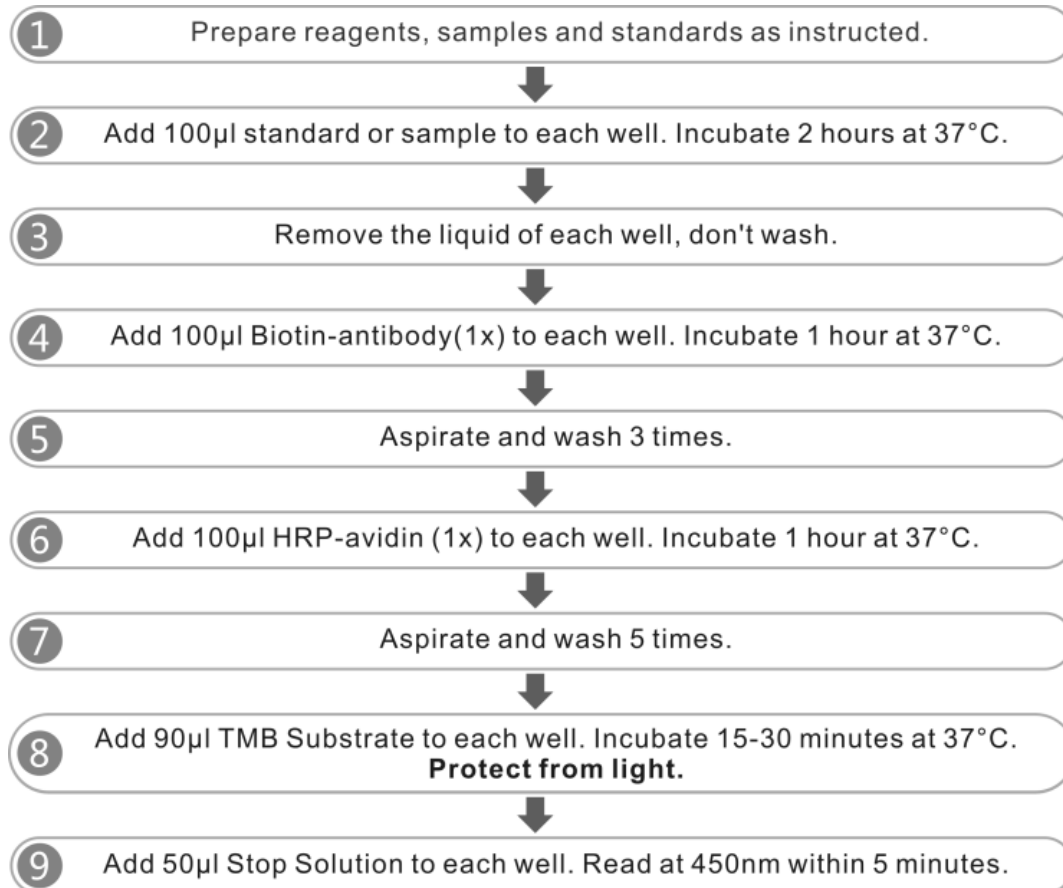 1 Prepare reagents, samples and standards as instructed.
2 Add 100μl standard or sample to each well. Incubate 2 hours at 37°C.
3 Remove the liquid of each well, don't wash.
4 Add 100μl Biotin-antibody(1x) to each well. Incubate 1 hour at 37°C.
5 Aspirate and wash 3 times.
6 Add 100μl HRP-avidin (1x) to each well. Incubate 1 hour at 37°C.
7 Aspirate and wash 5 times.
8 Add 90μl TMB Substrate to each well. Incubate 15-30 minutes at 37°C.
Protect from light.
9 Add 50μl Stop Solution to each well. Read at 450nm within 5 minutes.